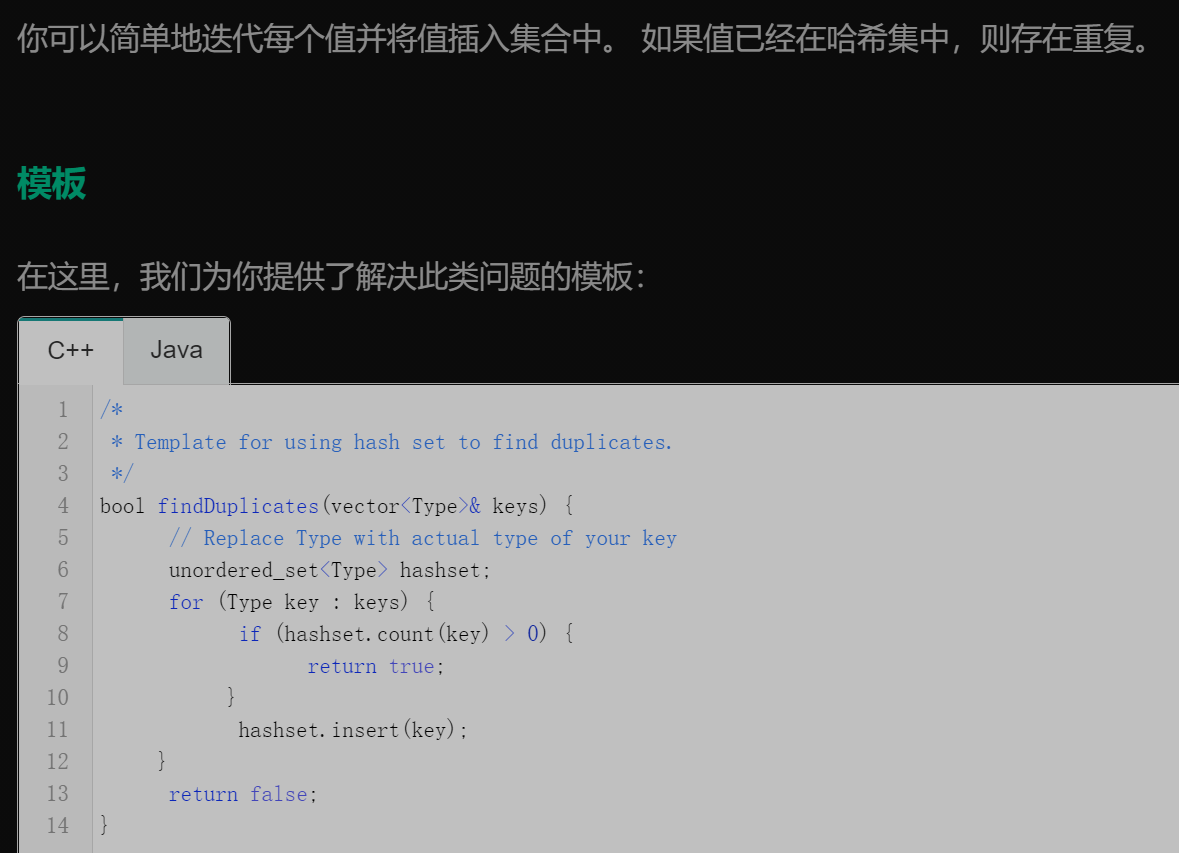 你可以简单地迭代每个值并将值插入集合中。 如果值已经在哈希集中，则存在重复。
模板
在这里，我们为你提供了解决此类问题的模板：
C++ Java
1 /*
2  * Template for using hash set to find duplicates.
3  */
4 bool findDuplicates(vector<Type>& keys) {
5       // Replace Type with actual type of your key
6       unordered_set<Type> hashset;
7       for (Type key : keys) {
8             if (hashset.count(key) > 0) {
9                   return true;
10            }
11             hashset.insert(key);
12      }
13       return false;
14 }